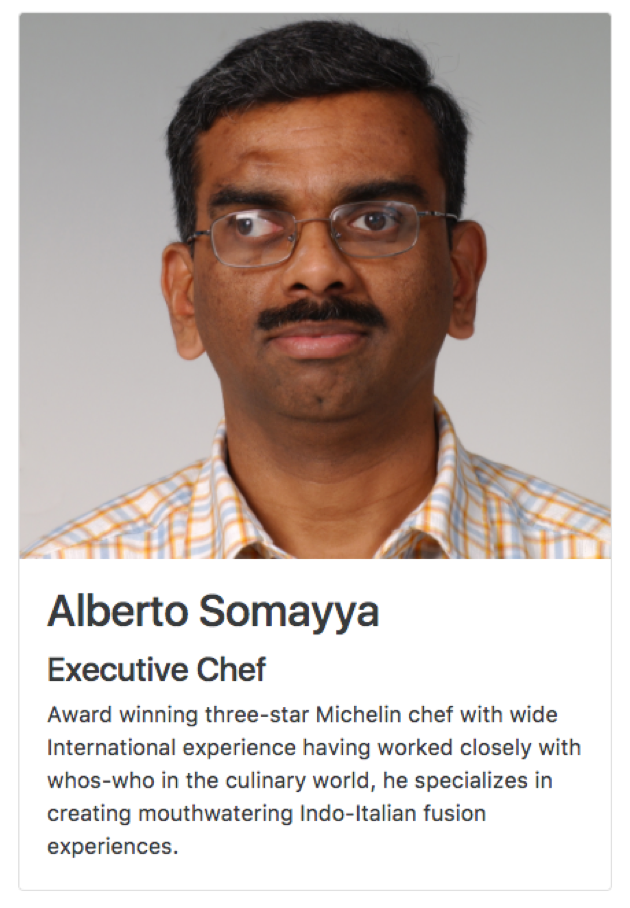 Alberto Somayya
Executive Chef
Award winning three-star Michelin chef with wide
International experience having worked closely with
whos-who in the culinary world, he specializes in
creating mouthwatering Indo-Italian fusion
experiences.